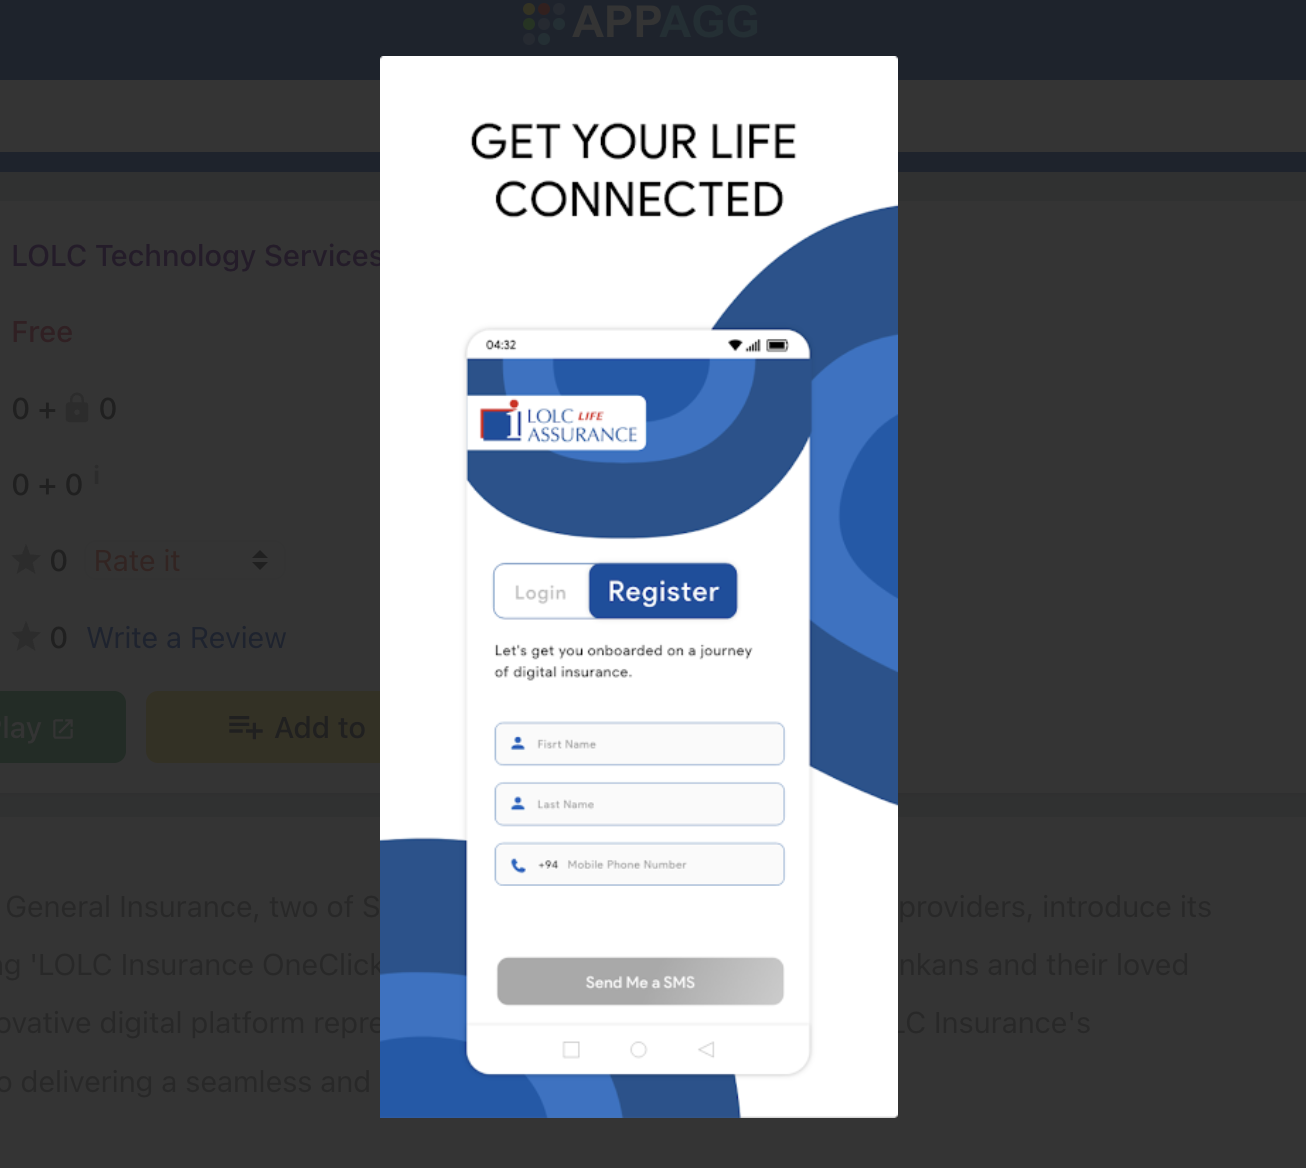 APPAGG
GET YOUR LIFE
CONNECTED
LOLC Technology Services
Free
0 + 0
0 + 0 i
0 Rate it
0 Write a Review
lay
Add to
04:32
LOLC LIFE
ASSURANCE
Login Register
Let's get you onboarded on a journey
of digital insurance.
Fisrt Name
Last Name
+94 Mobile Phone Number
Send Me a SMS
General Insurance, two of S providers, introduce its
g 'LOLC Insurance OneClick nkans and their loved
ovative digital platform repre LC Insurance's
o delivering a seamless and